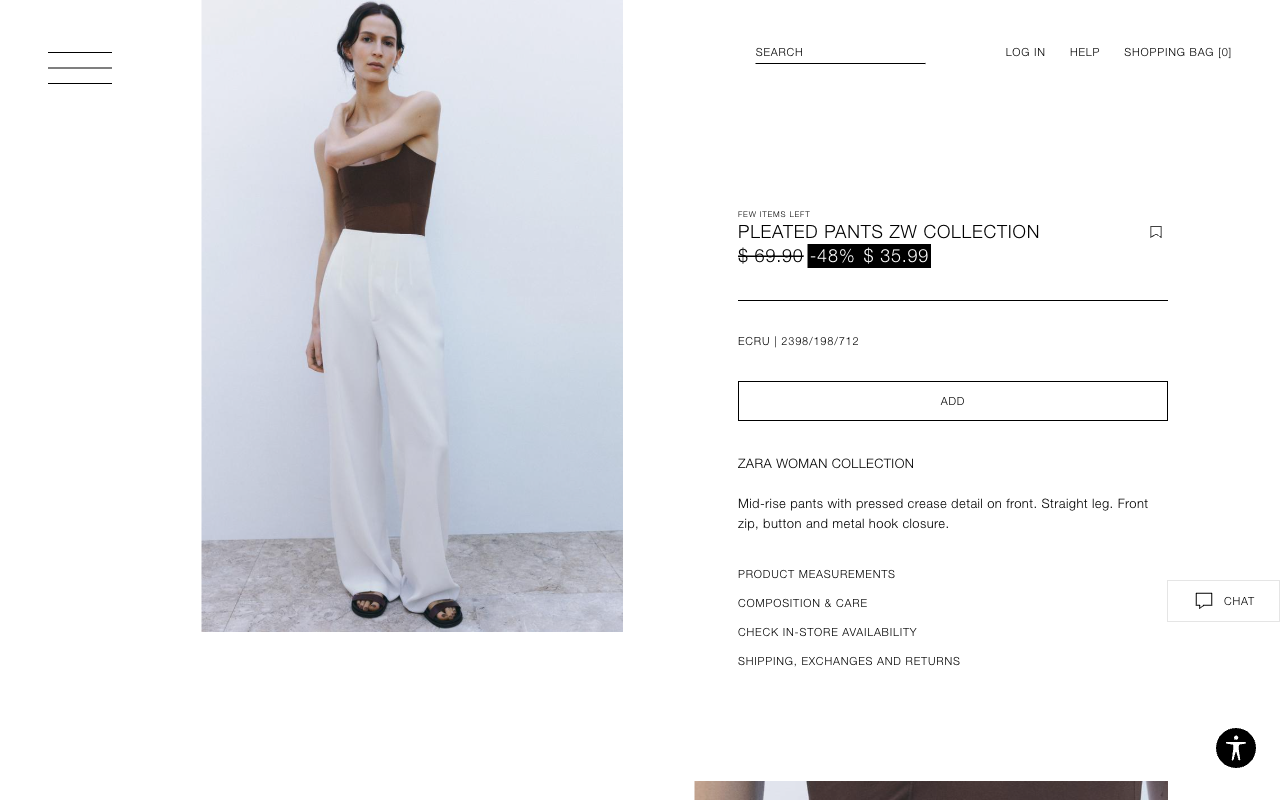 SEARCH
LOG IN
HELP
SHOPPING BAG [0]
FEW ITEMS LEFT
PLEATED PANTS ZW COLLECTION
$ 69.90 -48% $ 35.99
ECRU | 2398/198/712
ADD
ZARA WOMAN COLLECTION
Mid-rise pants with pressed crease detail on front. Straight leg. Front
zip, button and metal hook closure.
PRODUCT MEASUREMENTS
COMPOSITION & CARE
CHECK IN-STORE AVAILABILITY
SHIPPING, EXCHANGES AND RETURNS
CHAT